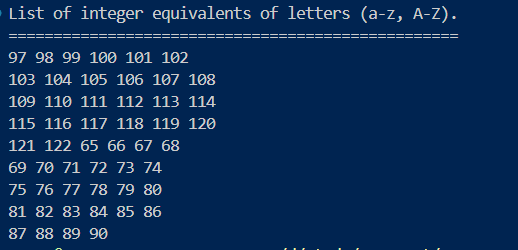 List of integer equivalents of letters (a-z, A-Z).
==================================================
97 98 99 100 101 102
103 104 105 106 107 108
109 110 111 112 113 114
115 116 117 118 119 120
121 122 65 66 67 68
69 70 71 72 73 74
75 76 77 78 79 80
81 82 83 84 85 86
87 88 89 90